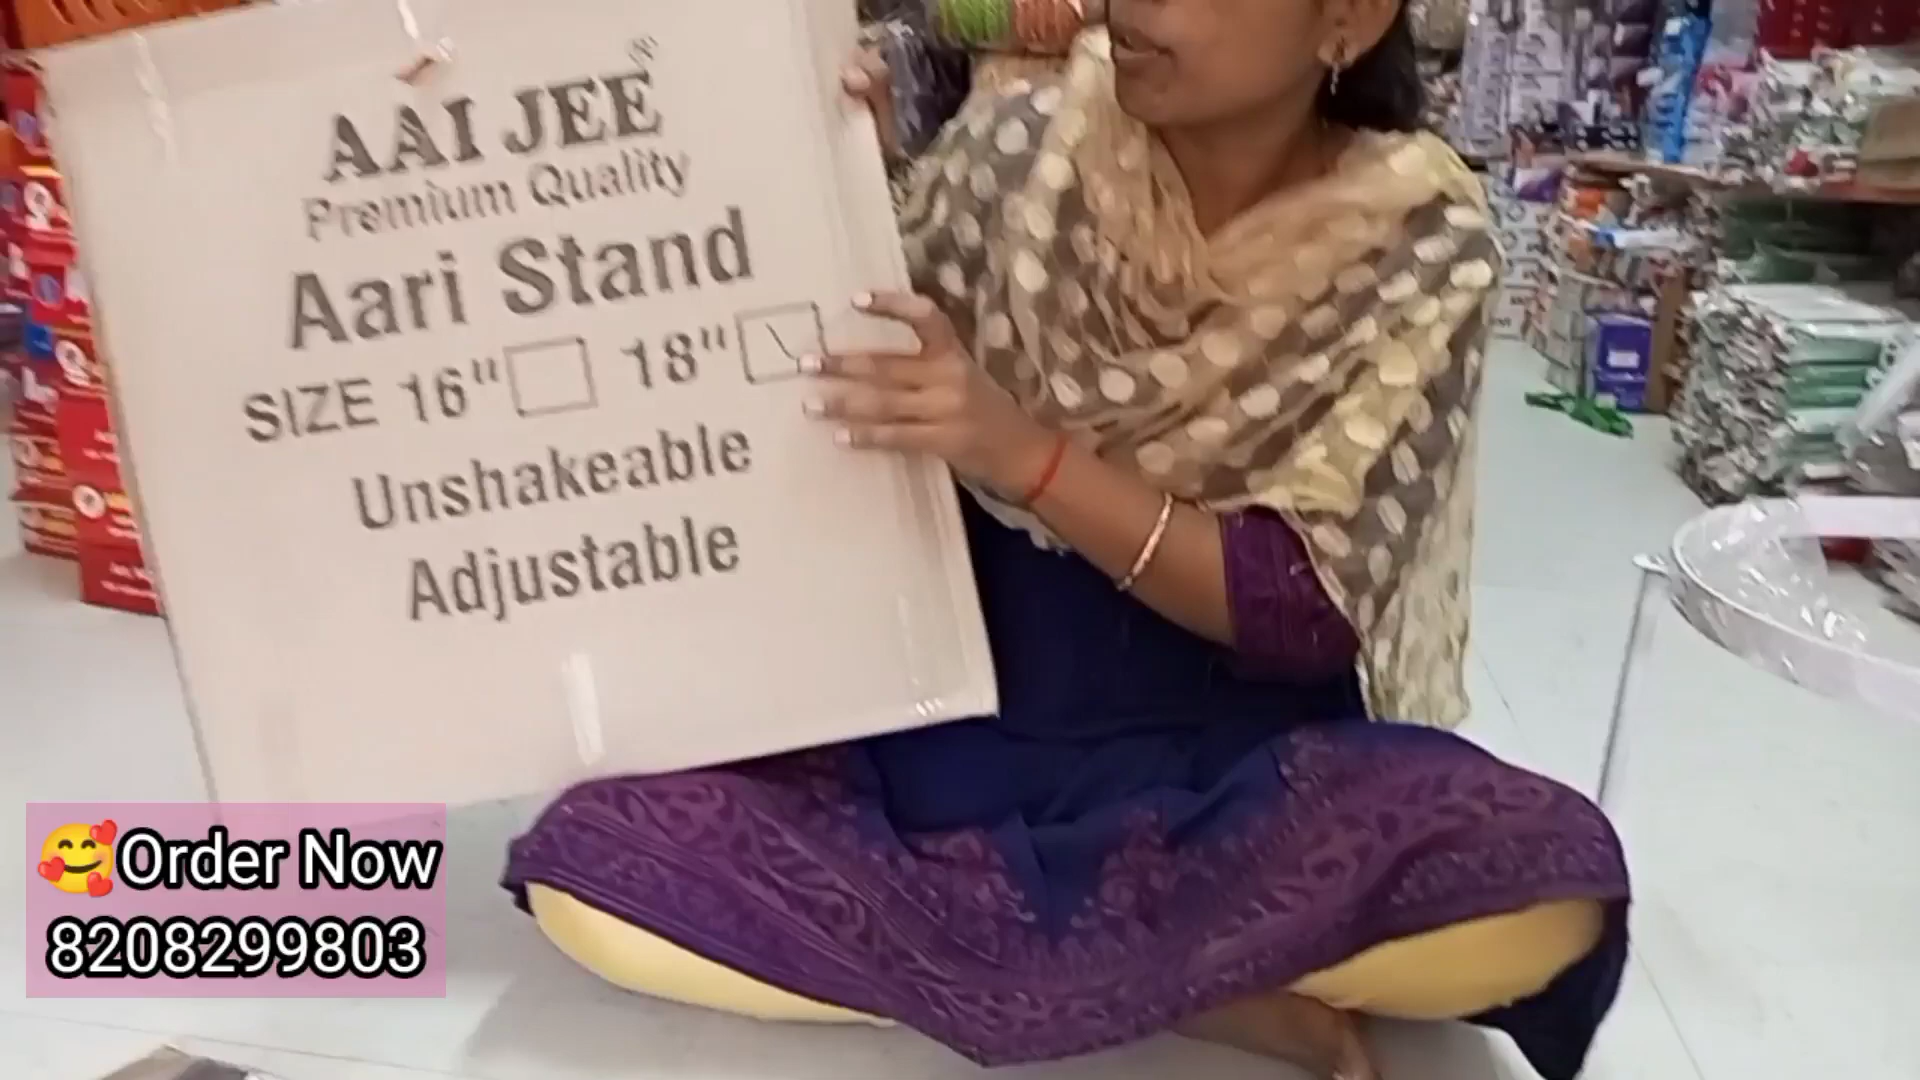 AAI JEE®
Premium Quality
Aari Stand
SIZE 16" 18"
Unshakeable
Adjustable
🥰Order Now
8208299803